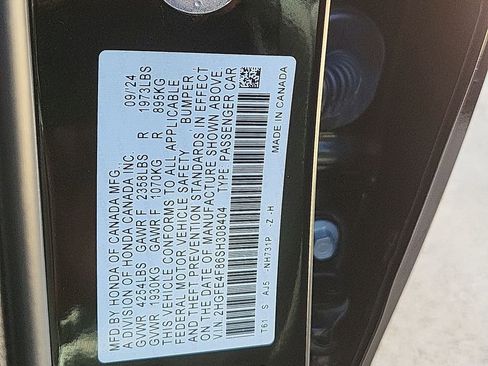 MFD BY HONDA OF CANADA MFG.
A DIVISION OF HONDA CANADA INC. 09/24
GVWR 4254LBS GAWR F 2358LBS R 1973LBS
GVWR 1930KG GAWR F 1070KG R 895KG
THIS VEHICLE CONFORMS TO ALL APPLICABLE
FEDERAL MOTOR VEHICLE SAFETY BUMPER,
AND THEFT PREVENTION STANDARDS IN EFFECT
ON THE DATE OF MANUFACTURE SHOWN ABOVE.
V.I.N: 2HGFE4F86SH308404 TYPE: PASSENGER CAR
MADE IN CANADA
T61 S AJ5 -NH731P -Z -H